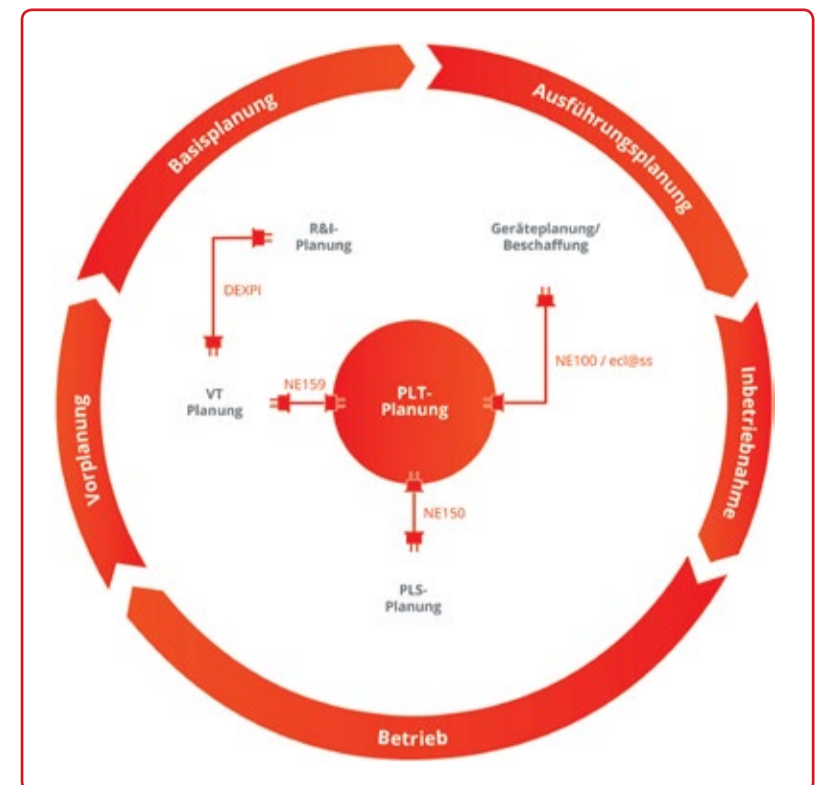 Basisplanung
Ausführungsplanung
R&I-
Planung
Geräteplanung/
Beschaffung
DEXPI
NE100 / ecl@ss
NE159
VT
Planung
PLT-
Planung
Inbetriebnahme
Vorplanung
NE150
PLS-
Planung
Betrieb